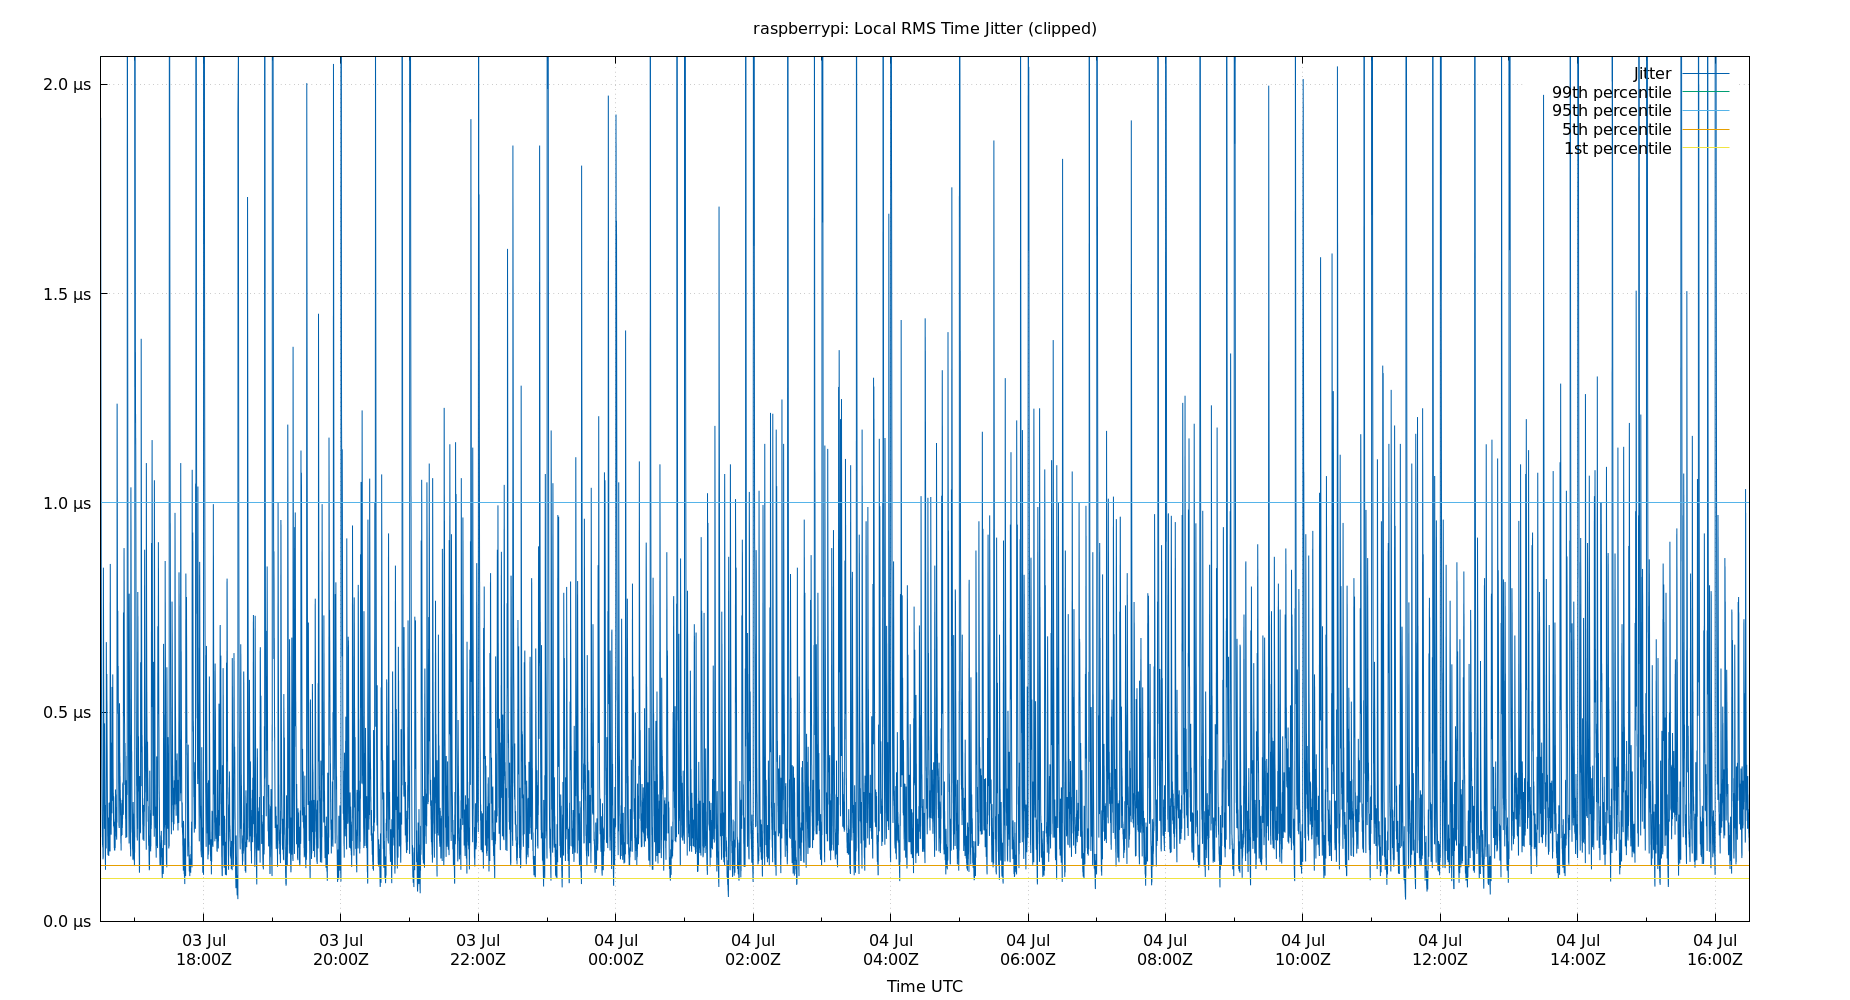 raspberrypi: Local RMS Time Jitter (clipped)
2.0 µs
1.5 µs
1.0 µs
0.5 µs
0.0 µs
Jitter
99th percentile
95th percentile
5th percentile
1st percentile
03 Jul 03 Jul 03 Jul 04 Jul 04 Jul 04 Jul 04 Jul 04 Jul 04 Jul 04 Jul 04 Jul 04 Jul
18:00Z 20:00Z 22:00Z 00:00Z 02:00Z 04:00Z 06:00Z 08:00Z 10:00Z 12:00Z 14:00Z 16:00Z
Time UTC